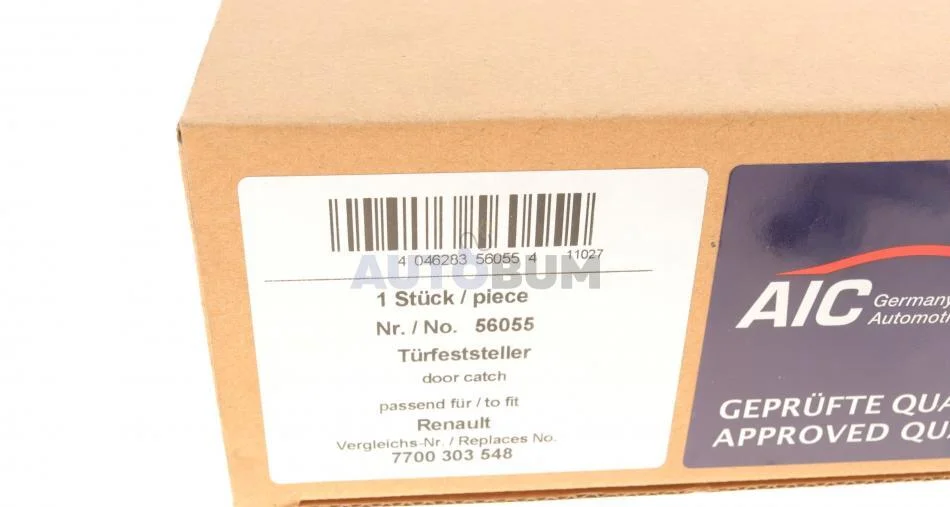 4 046283 56055 4 11027
AUTOBUM
1 Stück / piece
Nr. / No. 56055
Türfeststeller
door catch
passend für / to fit
Renault
Vergleichs-Nr. / Replaces No.
7700 303 548
AIC Germany
Automoti
GEPRÜFTE QUA
APPROVED QUA